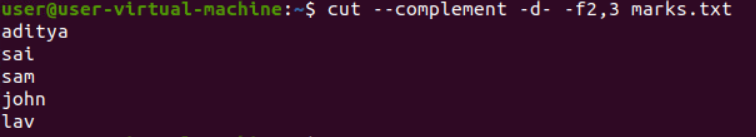 user@user-virtual-machine:~$ cut --complement -d- -f2,3 marks.txt
aditya
sai
sam
john
lav